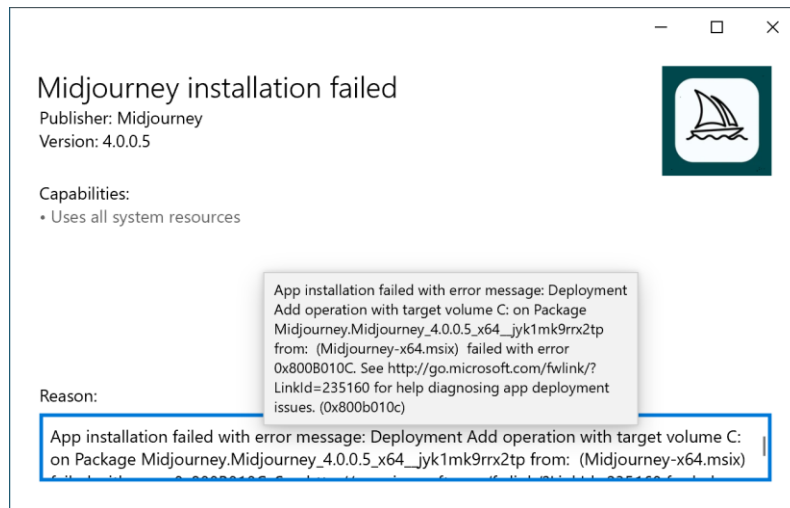 Midjourney installation failed
Publisher: Midjourney
Version: 4.0.0.5
Capabilities:
• Uses all system resources
App installation failed with error message: Deployment
Add operation with target volume C: on Package
Midjourney.Midjourney_4.0.0.5_x64__jyk1mk9rrx2tp
from:  (Midjourney-x64.msix)  failed with error
0x800B010C. See http://go.microsoft.com/fwlink/?
LinkId=235160 for help diagnosing app deployment
issues. (0x800b010c)
Reason:
App installation failed with error message: Deployment Add operation with target volume C:
on Package Midjourney.Midjourney_4.0.0.5_x64__jyk1mk9rrx2tp from:  (Midjourney-x64.msix)